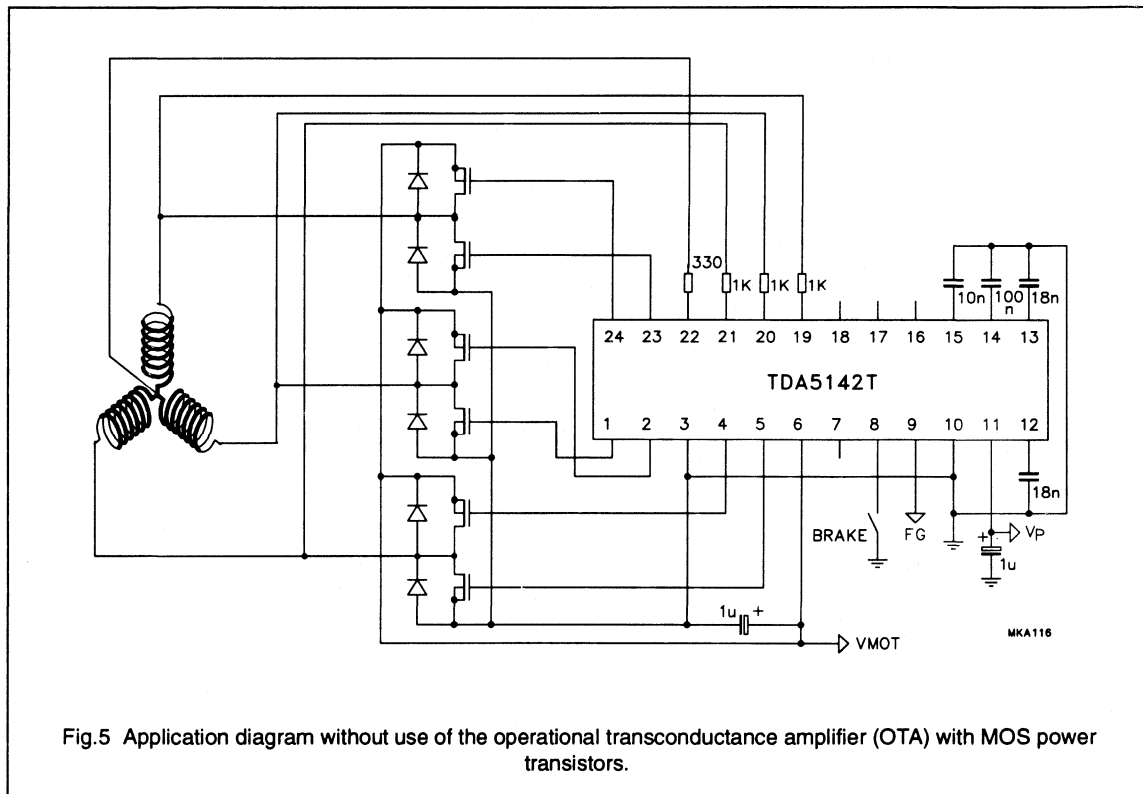 330
1K
1K
1K
10n
100
n
18n
24 23 22 21 20 19 18 17 16 15 14 13
TDA5142T
1 2 3 4 5 6 7 8 9 10 11 12
18n
BRAKE
FG
+
VP
1u
1u +
MKA116
VMOT
Fig.5 Application diagram without use of the operational transconductance amplifier (OTA) with MOS power
transistors.